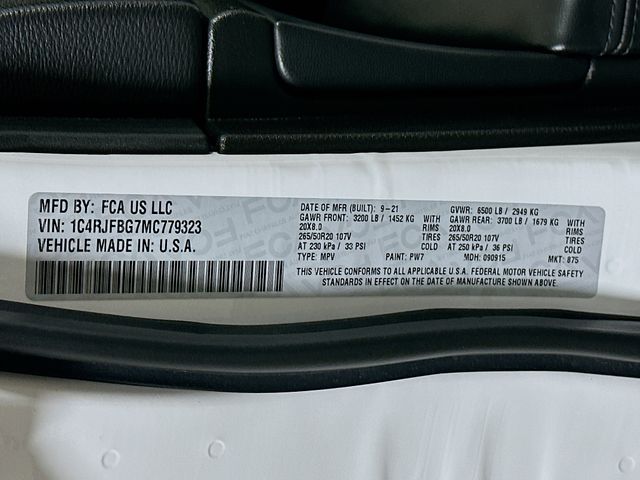 MFD BY: FCA US LLC
VIN: 1C4RJFBG7MC779323
VEHICLE MADE IN: U.S.A.
DATE OF MFR (BUILT): 9-21 GVWR: 6500 LB / 2949 KG
GAWR FRONT: 3200 LB / 1452 KG WITH GAWR REAR: 3700 LB / 1679 KG WITH
20X8.0 RIMS 20X8.0 RIMS
265/50R20 107V TIRES 265/50R20 107V TIRES
AT 230 kPa / 33 PSI COLD AT 250 kPa / 36 PSI COLD
TYPE: MPV PAINT: PW7 MDH: 090915 MKT: 875
THIS VEHICLE CONFORMS TO ALL APPLICABLE U.S.A. FEDERAL MOTOR VEHICLE SAFETY
STANDARDS IN EFFECT ON THE DATE OF MANUFACTURE SHOWN ABOVE.